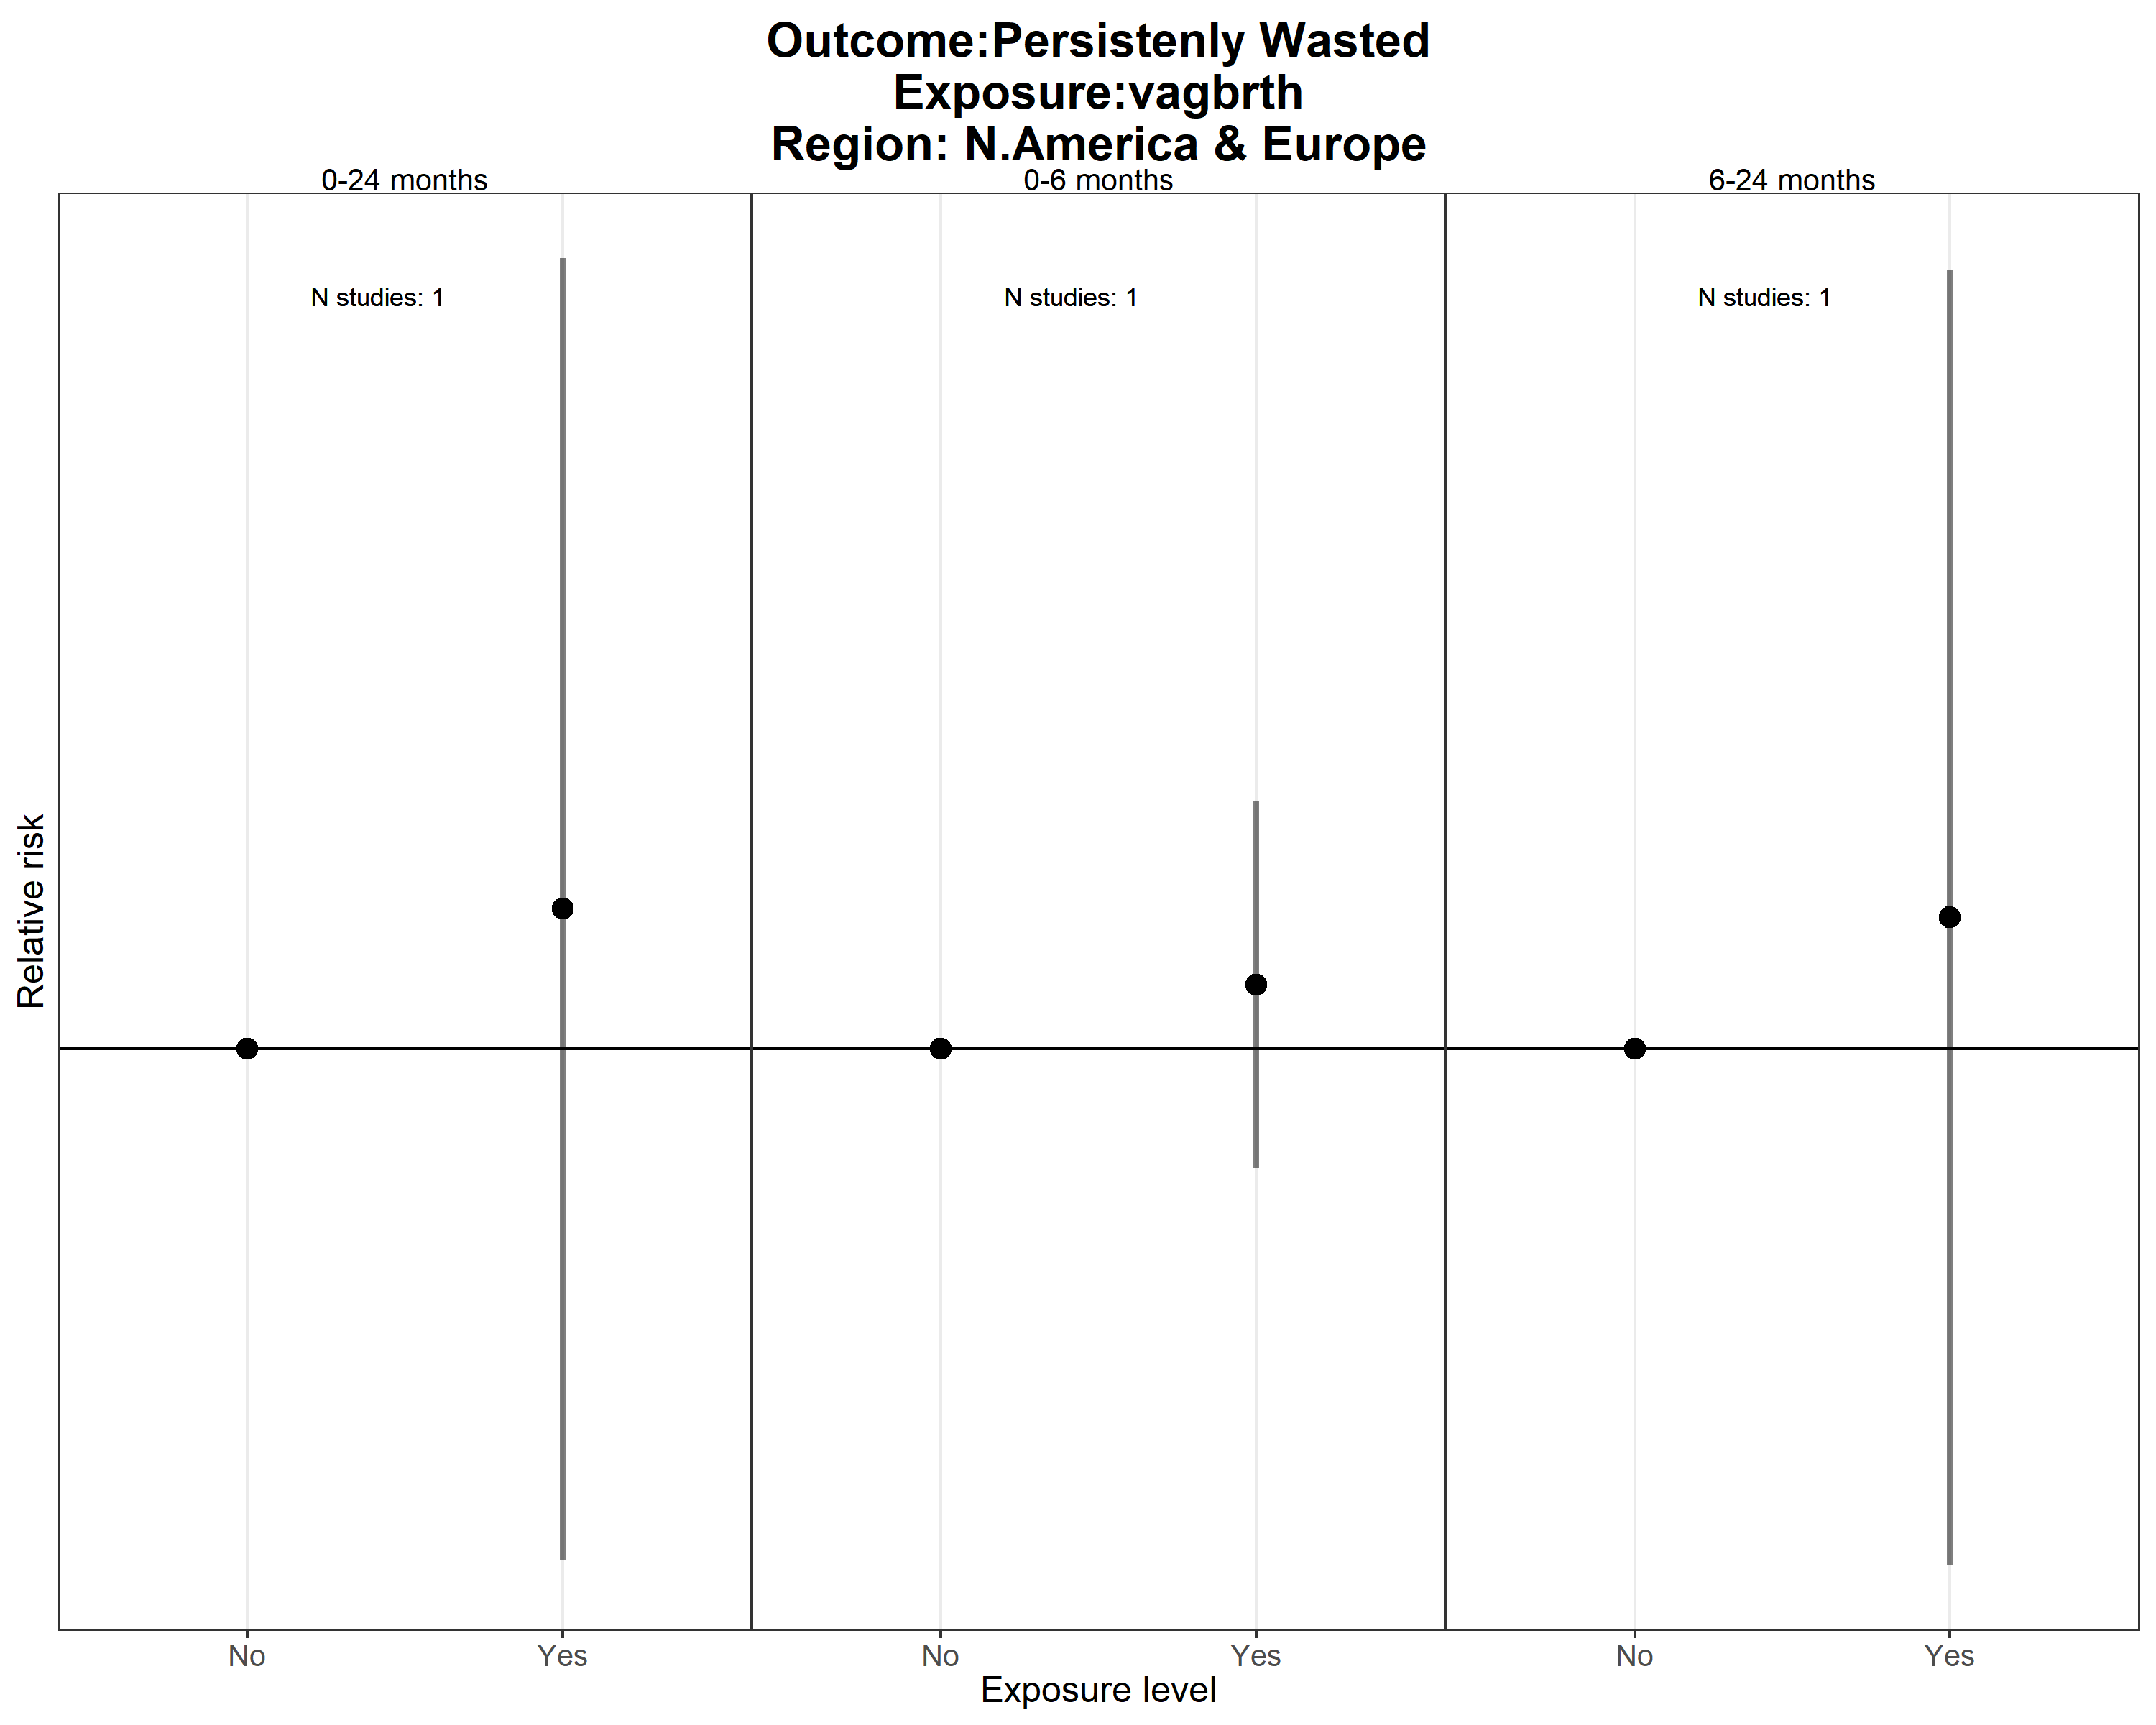 Outcome:Persistenly Wasted
Exposure:vagbrth
Region: N.America & Europe
0-24 months
0-6 months
6-24 months
N studies: 1
N studies: 1
N studies: 1
Relative risk
No
Yes
No
Yes
No
Yes
Exposure level